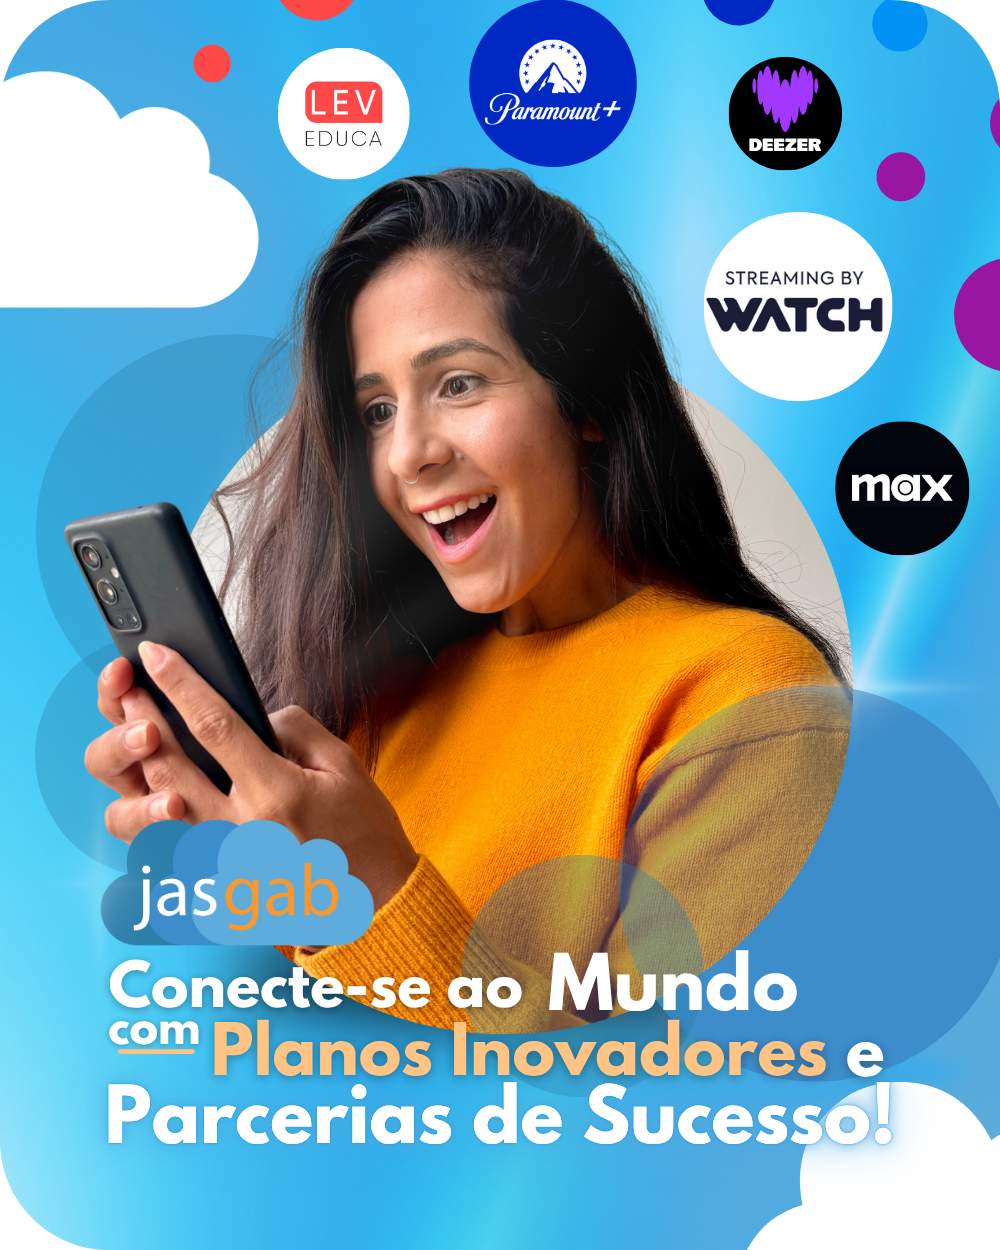 LEV
EDUCA
Paramount+
DEEZER
STREAMING BY
WATCH
max
jasgab
Conecte-se ao Mundo
com Planos Inovadores e
Parcerias de Sucesso!